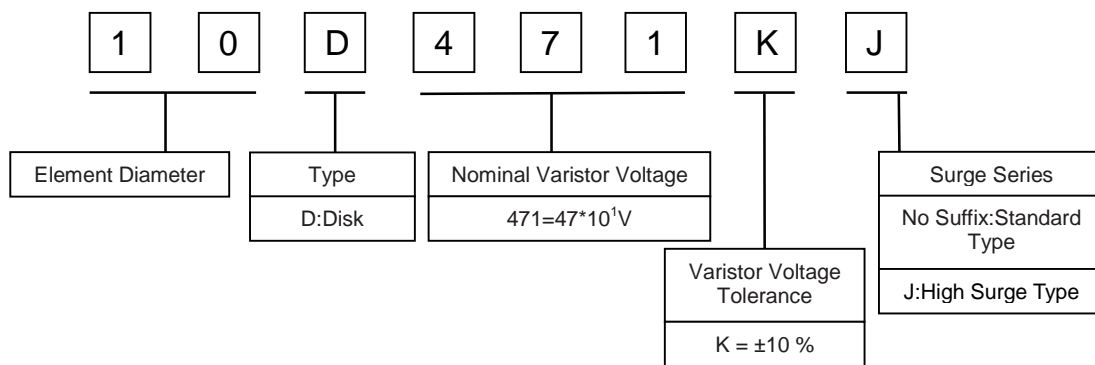 1 0 D 4 7 1 K J
Element Diameter
Type
D:Disk
Nominal Varistor Voltage
471=47*10¹V
Varistor Voltage
Tolerance
K = ±10 %
Surge Series
No Suffix:Standard
Type
J:High Surge Type